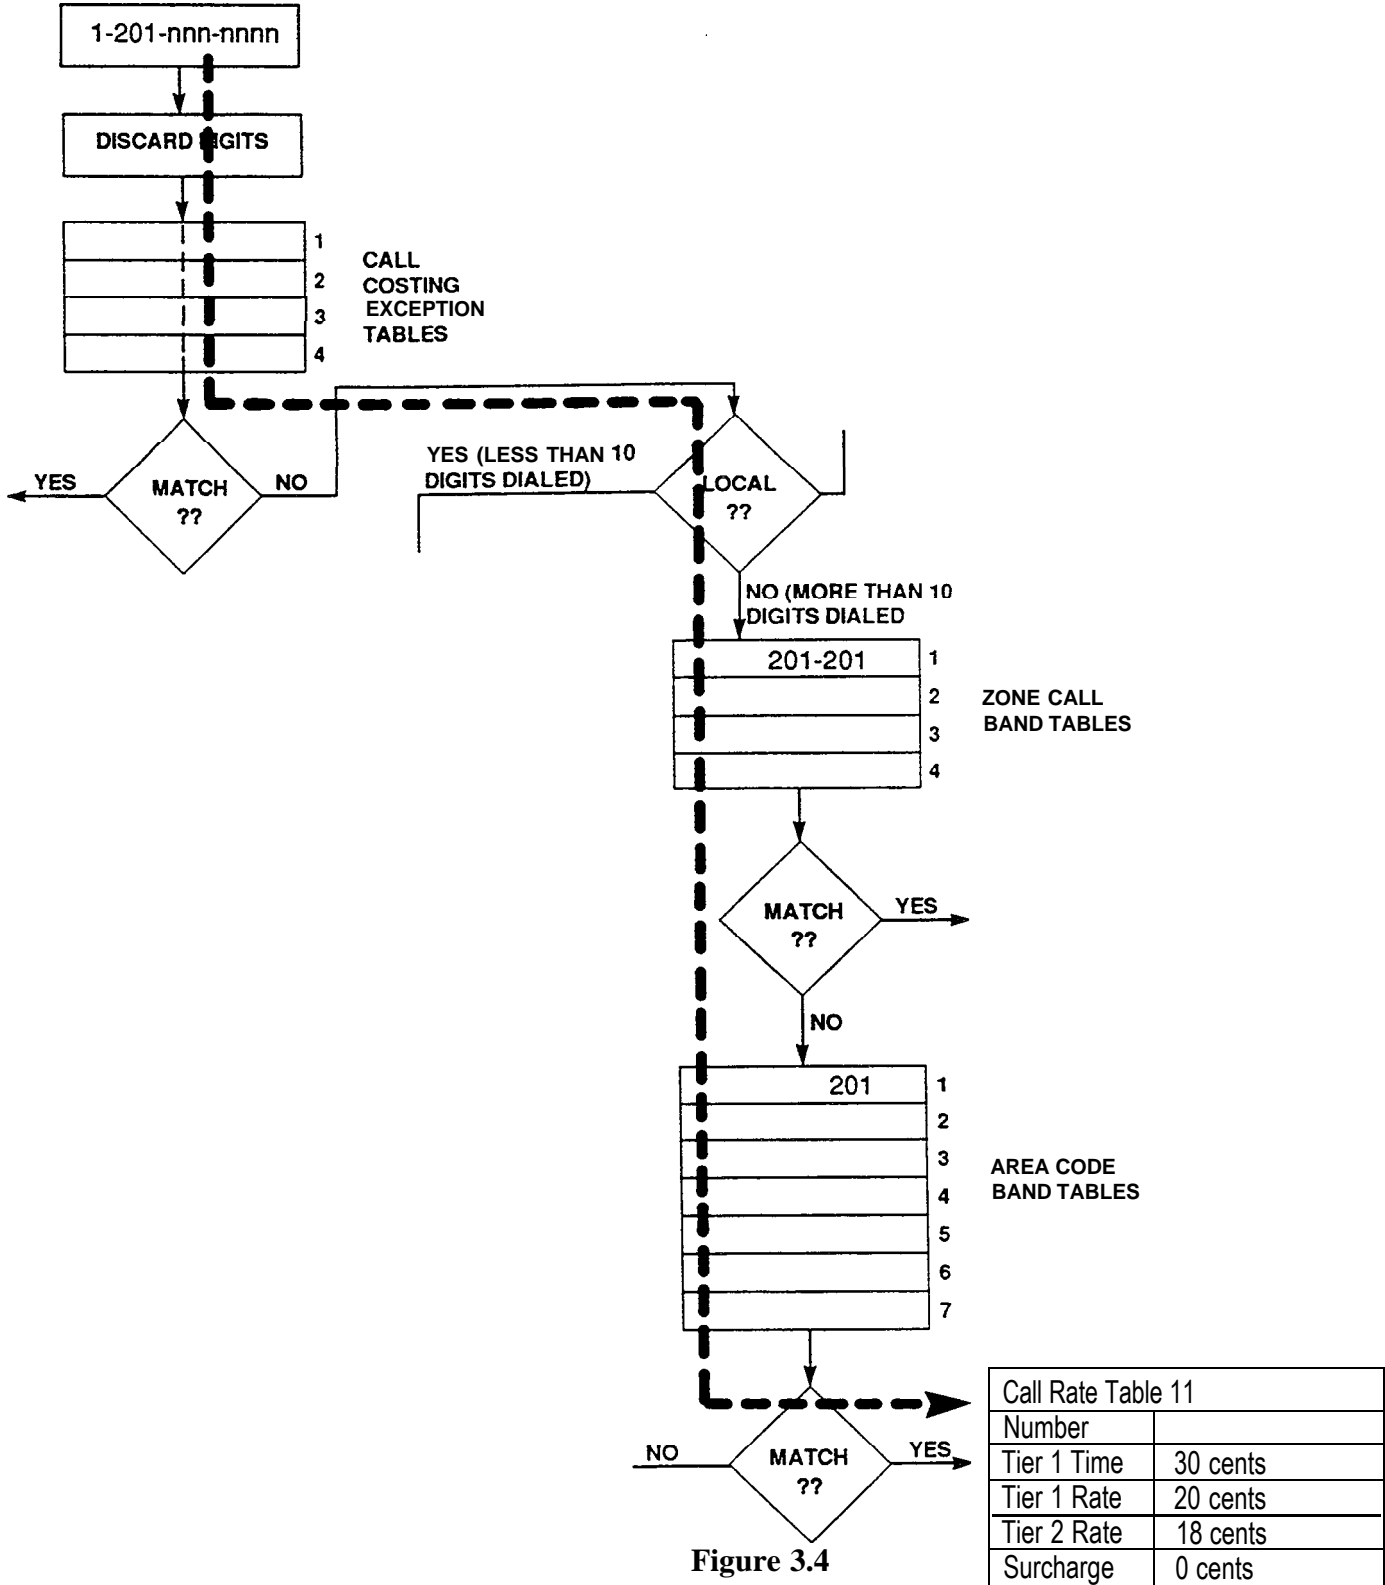 1-201-nnn-nnnn
DISCARD DIGITS
1
2
3
4
CALL
COSTING
EXCEPTION
TABLES
YES
MATCH
??
NO
YES (LESS THAN 10
DIGITS DIALED)
LOCAL
??
NO (MORE THAN 10
DIGITS DIALED
201-201
1
2
3
4
ZONE CALL
BAND TABLES
MATCH
??
YES
NO
201
1
2
3
4
5
6
7
AREA CODE
BAND TABLES
NO
MATCH
??
YES
Call Rate Table 11
Number
Tier 1 Time 30 cents
Tier 1 Rate 20 cents
Tier 2 Rate 18 cents
Surcharge 0 cents
Figure 3.4